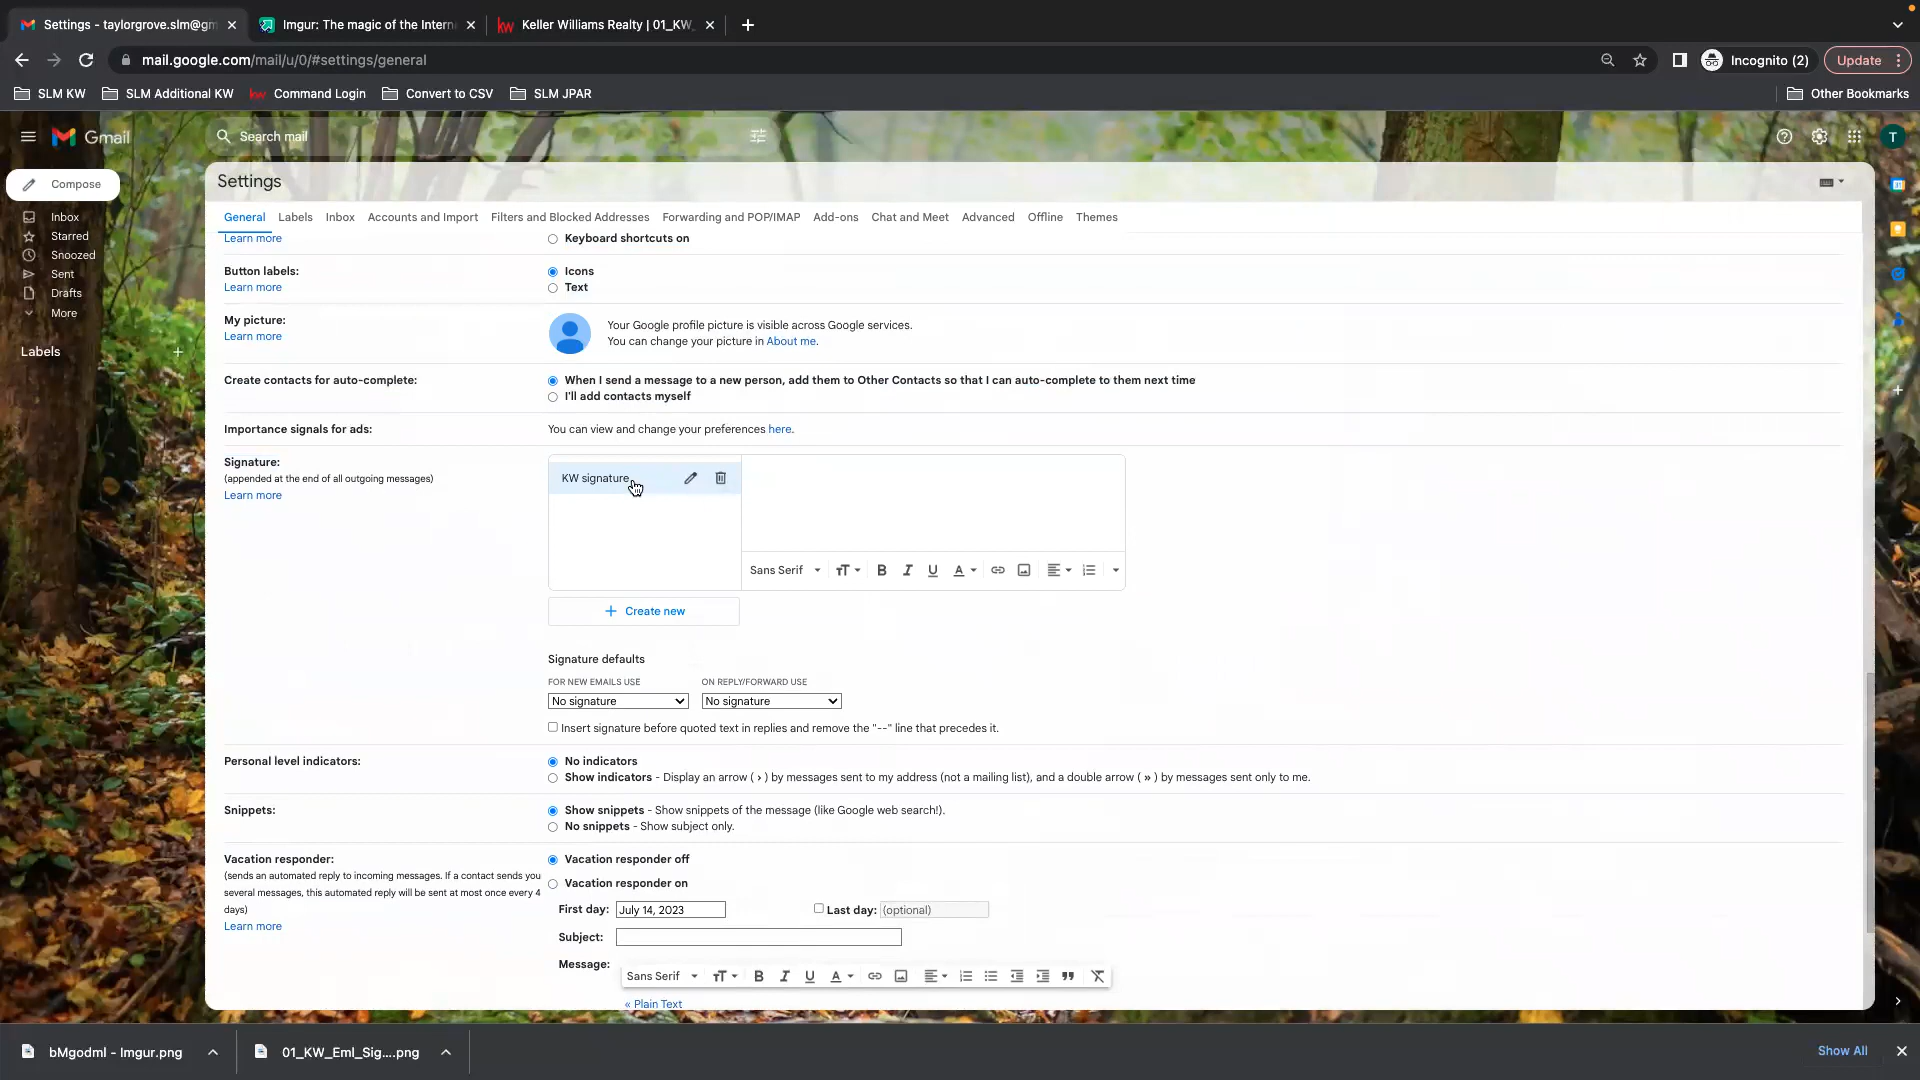 Settings - taylorgrove.slm@gm
Imgur: The magic of the Intern
Keller Williams Realty | 01_KW_
mail.google.com/mail/u/0/#settings/general
Incognito (2)
Update
SLM KW
SLM Additional KW
kw
Command Login
Convert to CSV
SLM JPAR
Other Bookmarks
Gmail
Search mail
T
Compose
Settings
Inbox
Starred
Snoozed
Sent
Drafts
More
Labels
General
Labels
Inbox
Accounts and Import
Filters and Blocked Addresses
Forwarding and POP/IMAP
Add-ons
Chat and Meet
Advanced
Offline
Themes
Learn more
Keyboard shortcuts on
Button labels:
Learn more
Icons
Text
My picture:
Learn more
Your Google profile picture is visible across Google services.
You can change your picture in About me.
Create contacts for auto-complete:
When I send a message to a new person, add them to Other Contacts so that I can auto-complete to them next time
I'll add contacts myself
Importance signals for ads:
You can view and change your preferences here.
Signature:
(appended at the end of all outgoing messages)
Learn more
KW signature
Sans Serif
Create new
Signature defaults
FOR NEW EMAILS USE
ON REPLY/FORWARD USE
No signature
No signature
Insert signature before quoted text in replies and remove the "--" line that precedes it.
Personal level indicators:
No indicators
Show indicators - Display an arrow ( › ) by messages sent to my address (not a mailing list), and a double arrow ( » ) by messages sent only to me.
Snippets:
Show snippets - Show snippets of the message (like Google web search!).
No snippets - Show subject only.
Vacation responder:
(sends an automated reply to incoming messages. If a contact sends you
several messages, this automated reply will be sent at most once every 4
days)
Learn more
Vacation responder off
Vacation responder on
First day:
July 14, 2023
Last day:
(optional)
Subject:
Message:
Sans Serif
« Plain Text
bMgodml - Imgur.png
01_KW_Eml_Sig....png
Show All